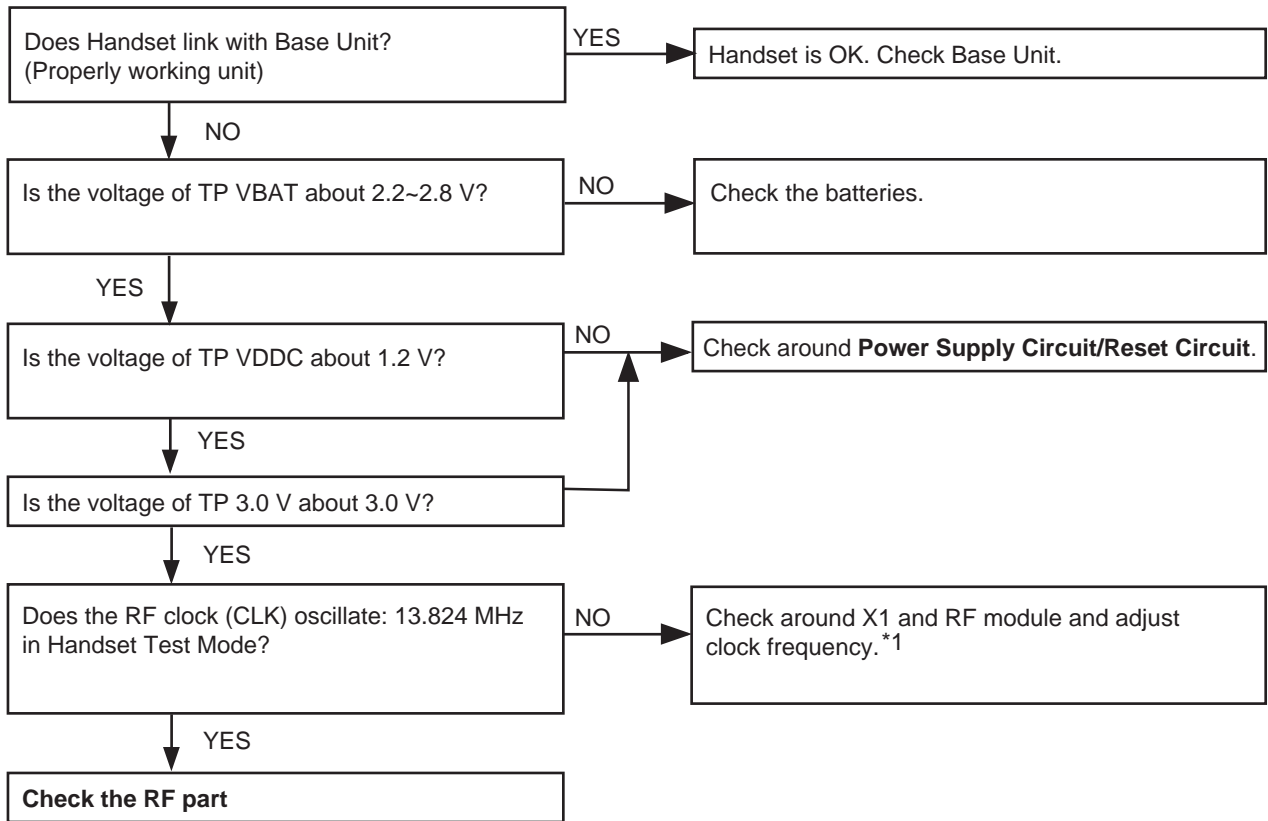 Does Handset link with Base Unit?
(Properly working unit)
YES
Handset is OK. Check Base Unit.
NO
Is the voltage of TP VBAT about 2.2~2.8 V?
NO
Check the batteries.
YES
Is the voltage of TP VDDC about 1.2 V?
NO
Check around Power Supply Circuit/Reset Circuit.
YES
Is the voltage of TP 3.0 V about 3.0 V?
YES
Does the RF clock (CLK) oscillate: 13.824 MHz
in Handset Test Mode?
NO
Check around X1 and RF module and adjust
clock frequency.*1
YES
Check the RF part